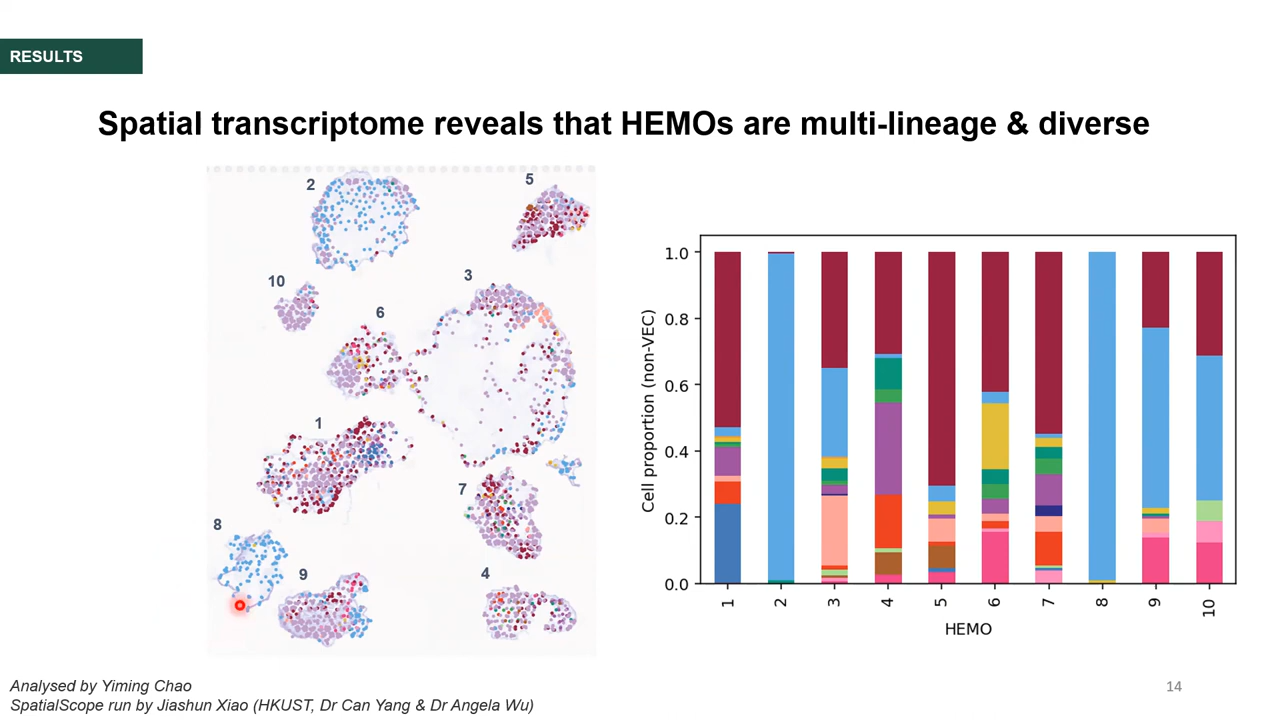 RESULTS
Spatial transcriptome reveals that HEMOs are multi-lineage & diverse
2
5
10
3
6
1
7
8
9
4
1.0
0.8
0.6
0.4
0.2
0.0
Cell proportion (non-VEC)
1 2 3 4 5 6 7 8 9 10
HEMO
Analysed by Yiming Chao
SpatialScope run by Jiashun Xiao (HKUST, Dr Can Yang & Dr Angela Wu)
14